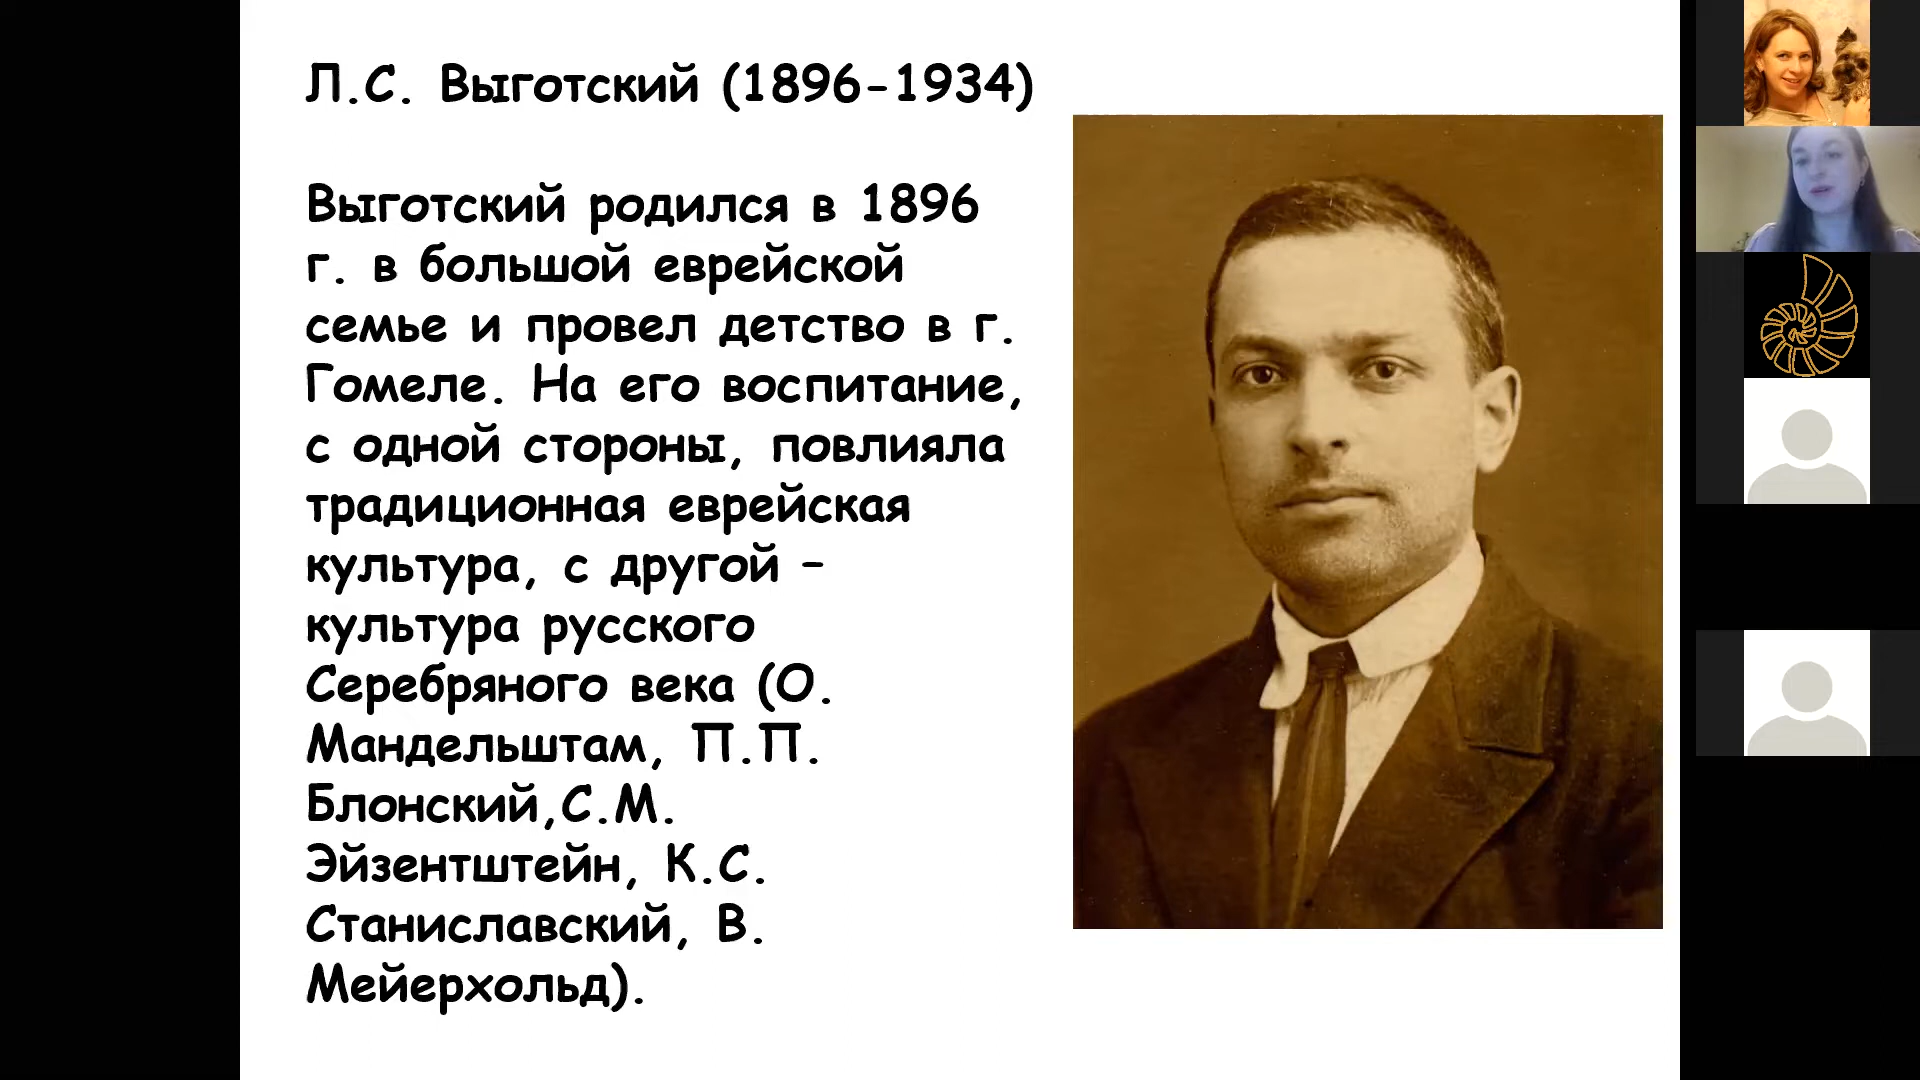 Л.С. Выготский (1896-1934)
Выготский родился в 1896
г. в большой еврейской
семье и провел детство в г.
Гомеле. На его воспитание,
с одной стороны, повлияла
традиционная еврейская
культура, с другой –
культура русского
Серебряного века (О.
Мандельштам, П.П.
Блонский,С.М.
Эйзентштейн, К.С.
Станиславский, В.
Мейерхольд).